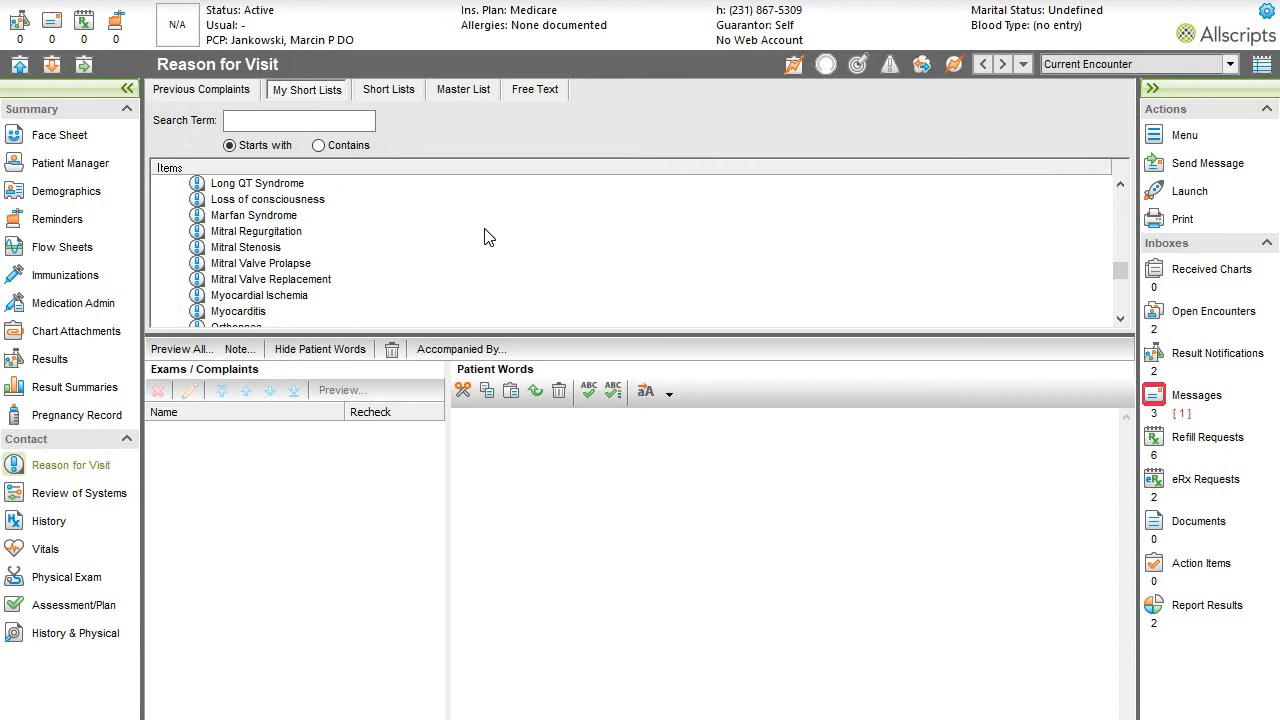 0 0 0 0
N/A
Status: Active
Usual: -
PCP: Jankowski, Marcin P DO
Ins. Plan: Medicare
Allergies: None documented
h: (231) 867-5309
Guarantor: Self
No Web Account
Marital Status: Undefined
Blood Type: (no entry)
Allscripts
Reason for Visit
Current Encounter
Summary
Face Sheet
Patient Manager
Demographics
Reminders
Flow Sheets
Immunizations
Medication Admin
Chart Attachments
Results
Result Summaries
Pregnancy Record
Contact
Reason for Visit
Review of Systems
History
Vitals
Physical Exam
Assessment/Plan
History & Physical
Previous Complaints
My Short Lists
Short Lists
Master List
Free Text
Search Term:
Starts with
Contains
Items
Long QT Syndrome
Loss of consciousness
Marfan Syndrome
Mitral Regurgitation
Mitral Stenosis
Mitral Valve Prolapse
Mitral Valve Replacement
Myocardial Ischemia
Myocarditis
Preview All... Note... Hide Patient Words Accompanied By...
Exams / Complaints
Preview...
Name Recheck
Patient Words
ABC ABC aA
Actions
Menu
Send Message
Launch
Print
Inboxes
Received Charts
0
Open Encounters
2
Result Notifications
2
Messages
3 [ 1 ]
Refill Requests
6
eRx Requests
2
Documents
0
Action Items
0
Report Results
2